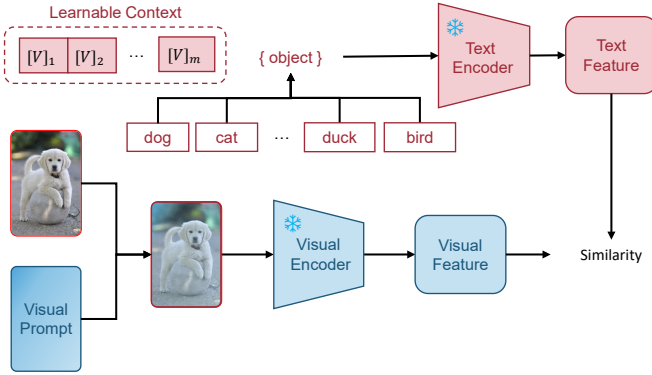 Learnable Context
[V]1 [V]2 ... [V]m
{ object }
Text
Encoder
Text
Feature
dog cat ... duck bird
Visual
Encoder
Visual
Feature
Similarity
Visual
Prompt